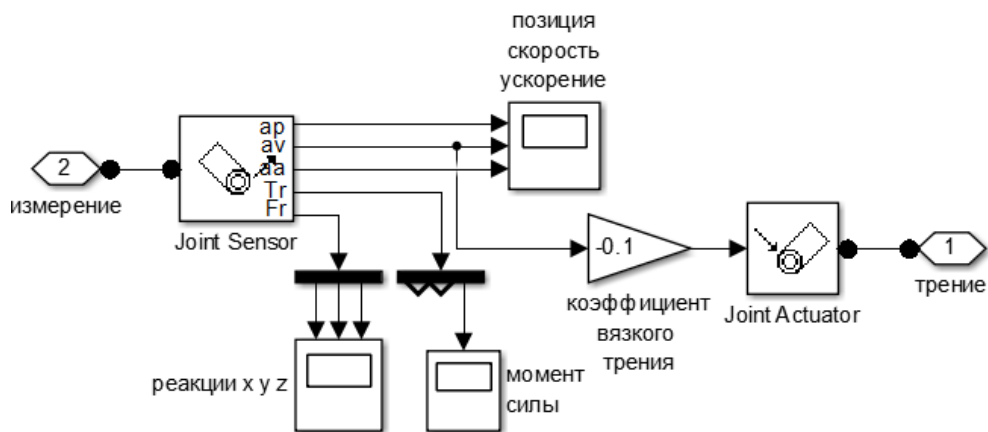 позиция
скорость
ускорение
ap
av
aa
Tr
Fr
2
измерение
Joint Sensor
-0.1
коэффициент
вязкого
трения
Joint Actuator
1
трение
реакции x y z
момент
силы